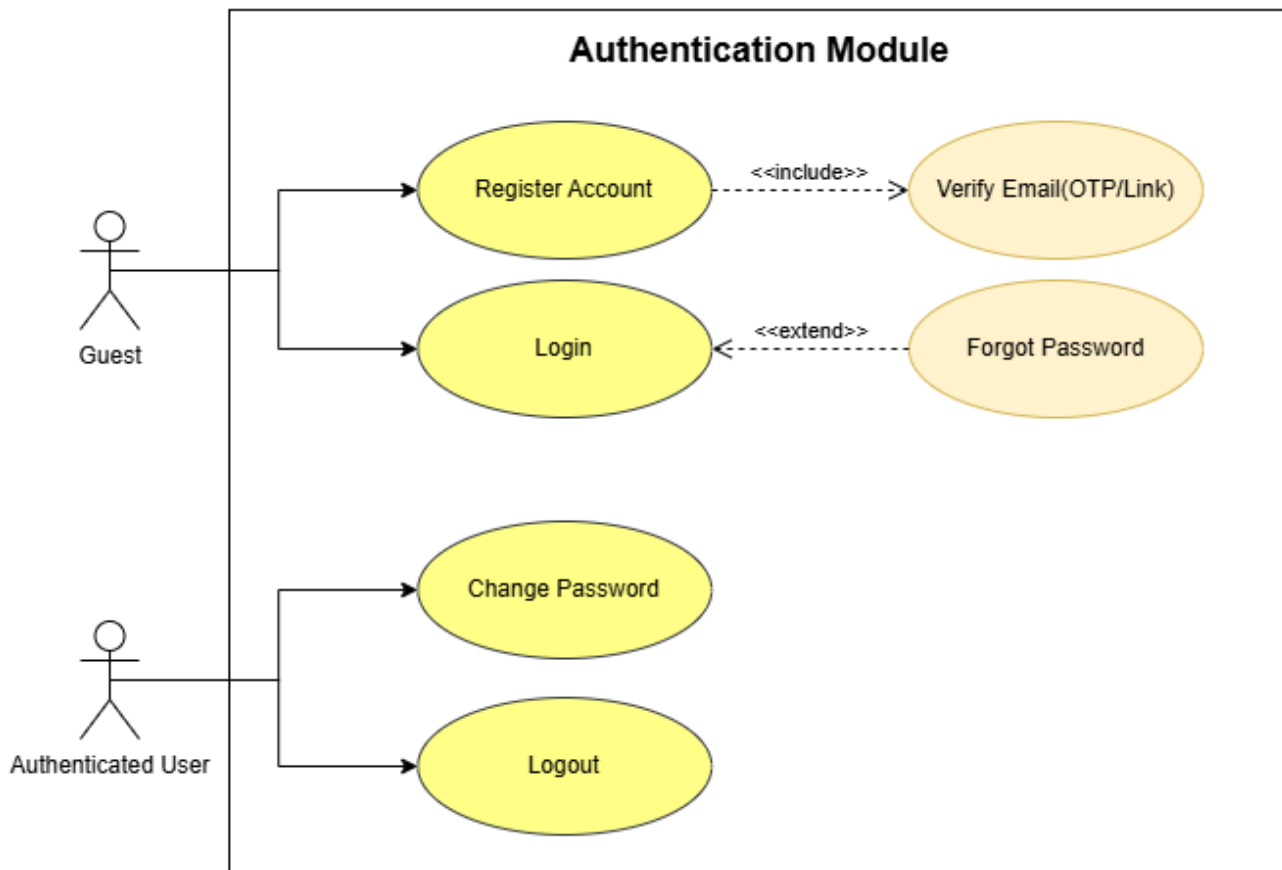 Authentication Module
Register Account
<<include>>
Verify Email(OTP/Link)
Guest
Login
<<extend>>
Forgot Password
Change Password
Authenticated User
Logout